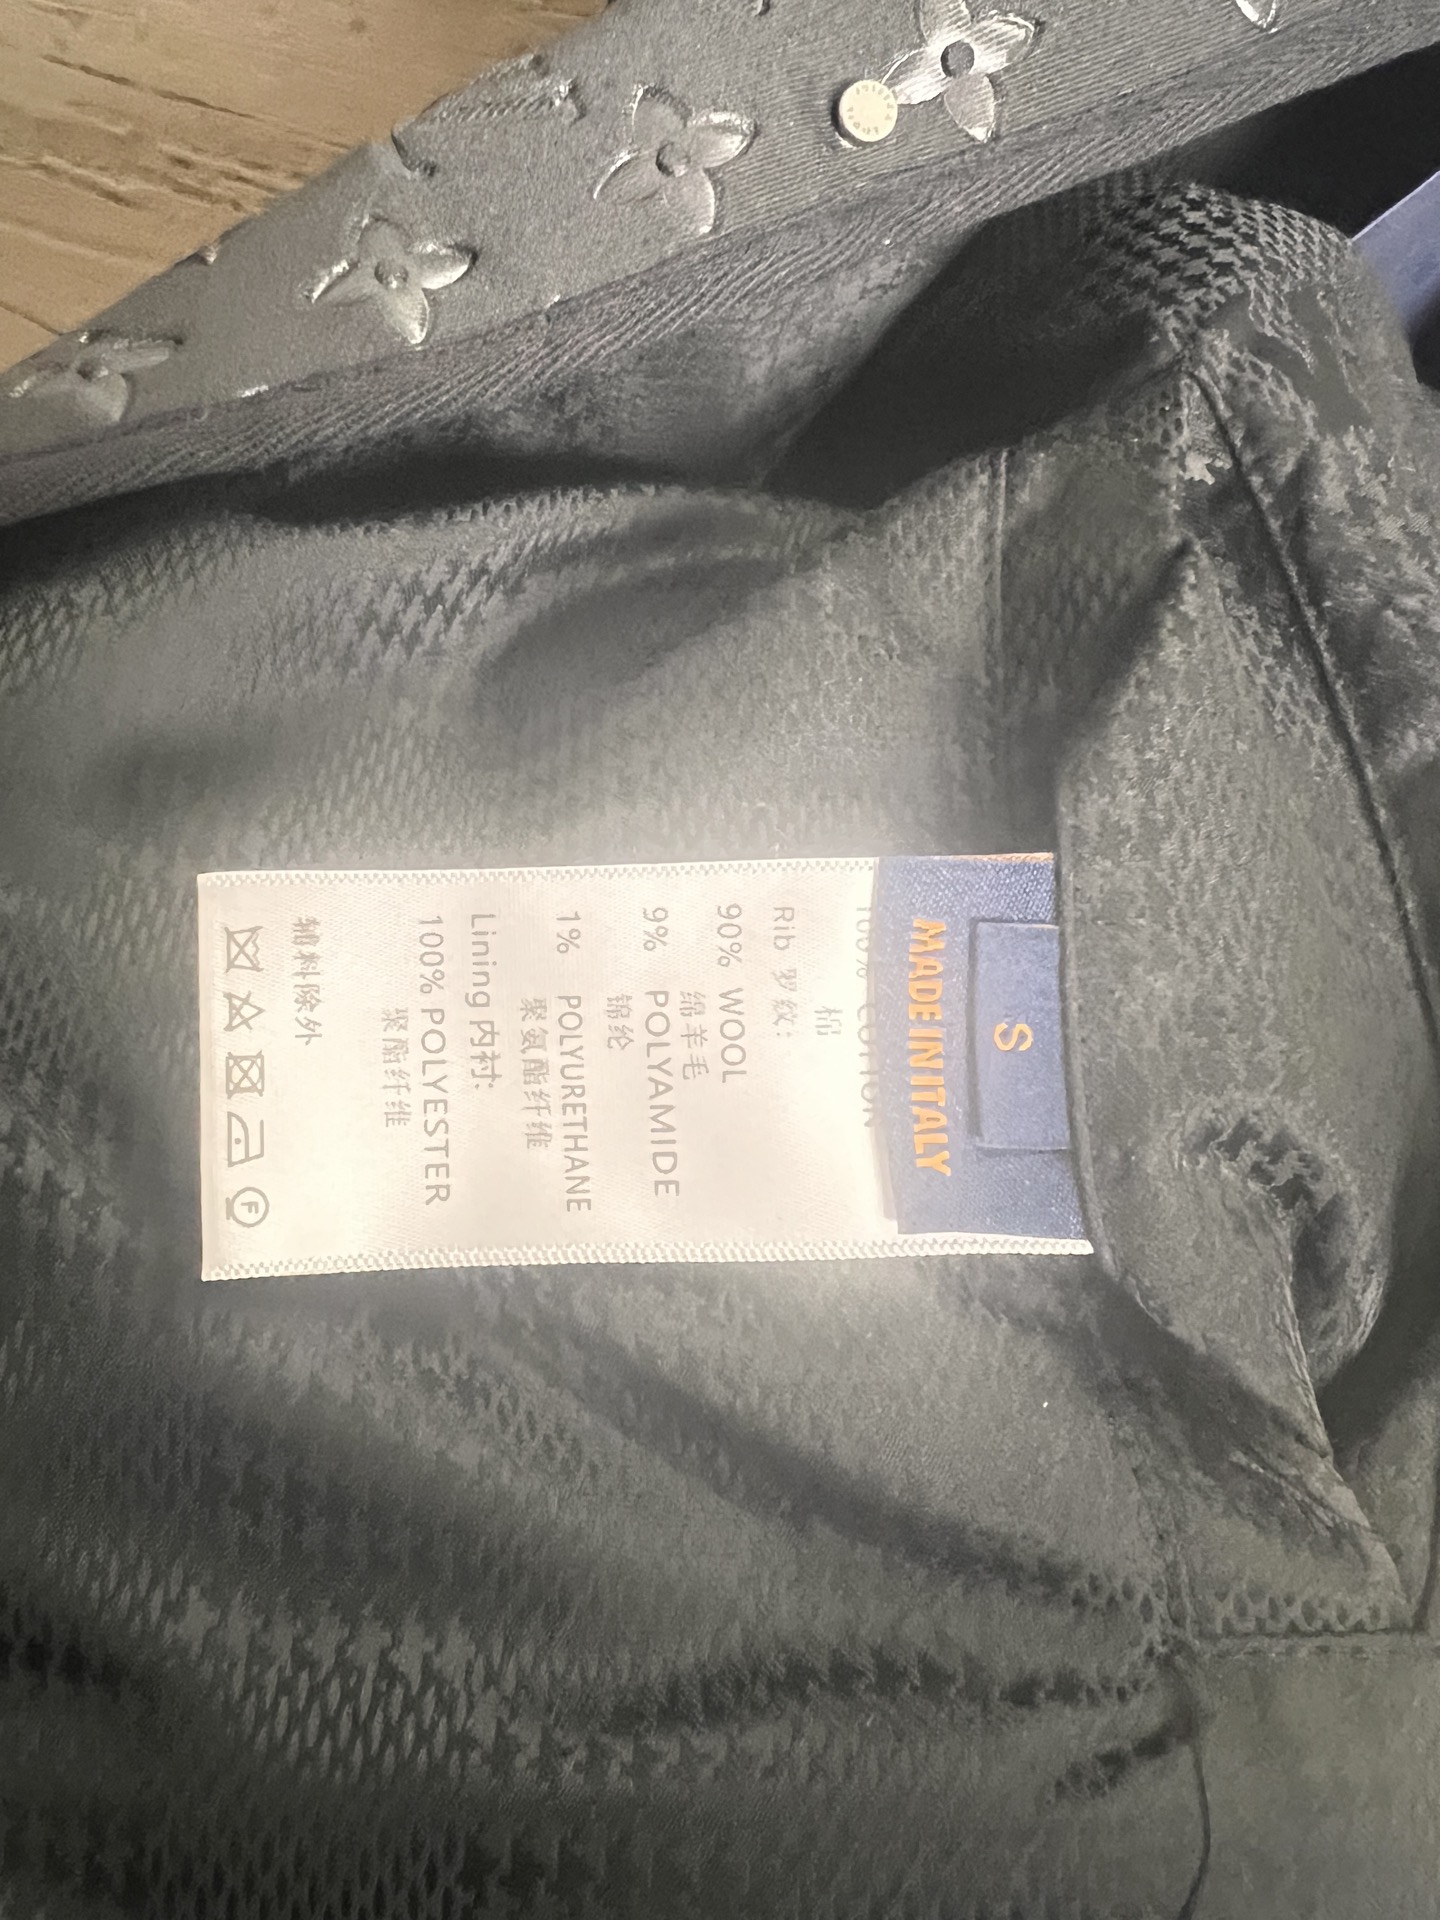 S
MADE IN ITALY
100% COTTON
棉
Rib 罗纹:
90% WOOL
绵羊毛
9% POLYAMIDE
锦纶
1% POLYURETHANE
聚氨酯纤维
Lining 内衬:
100% POLYESTER
聚酯纤维
辅料除外
F